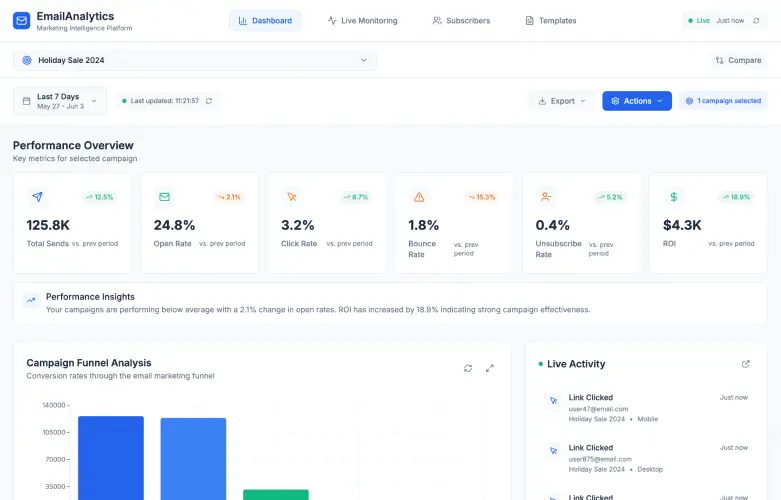 EmailAnalytics
Marketing Intelligence Platform
Dashboard
Live Monitoring
Subscribers
Templates
Live Just now
Holiday Sale 2024
Compare
Last 7 Days
May 27 - Jun 3
Last updated: 11:21:57
Export
Actions
1 campaign selected
Performance Overview
Key metrics for selected campaign
12.5%
125.8K
Total Sends vs. prev period
2.1%
24.8%
Open Rate vs. prev period
8.7%
3.2%
Click Rate vs. prev period
15.3%
1.8%
Bounce Rate vs. prev period
5.2%
0.4%
Unsubscribe Rate vs. prev period
18.9%
$4.3K
ROI vs. prev period
Performance Insights
Your campaigns are performing below average with a 2.1% change in open rates. ROI has increased by 18.9% indicating strong campaign effectiveness.
Campaign Funnel Analysis
Conversion rates through the email marketing funnel
140000
105000
70000
35000
Live Activity
Link Clicked Just now
user47@email.com
Holiday Sale 2024 • Mobile
Link Clicked Just now
user875@email.com
Holiday Sale 2024 • Desktop
Link Clicked Just now